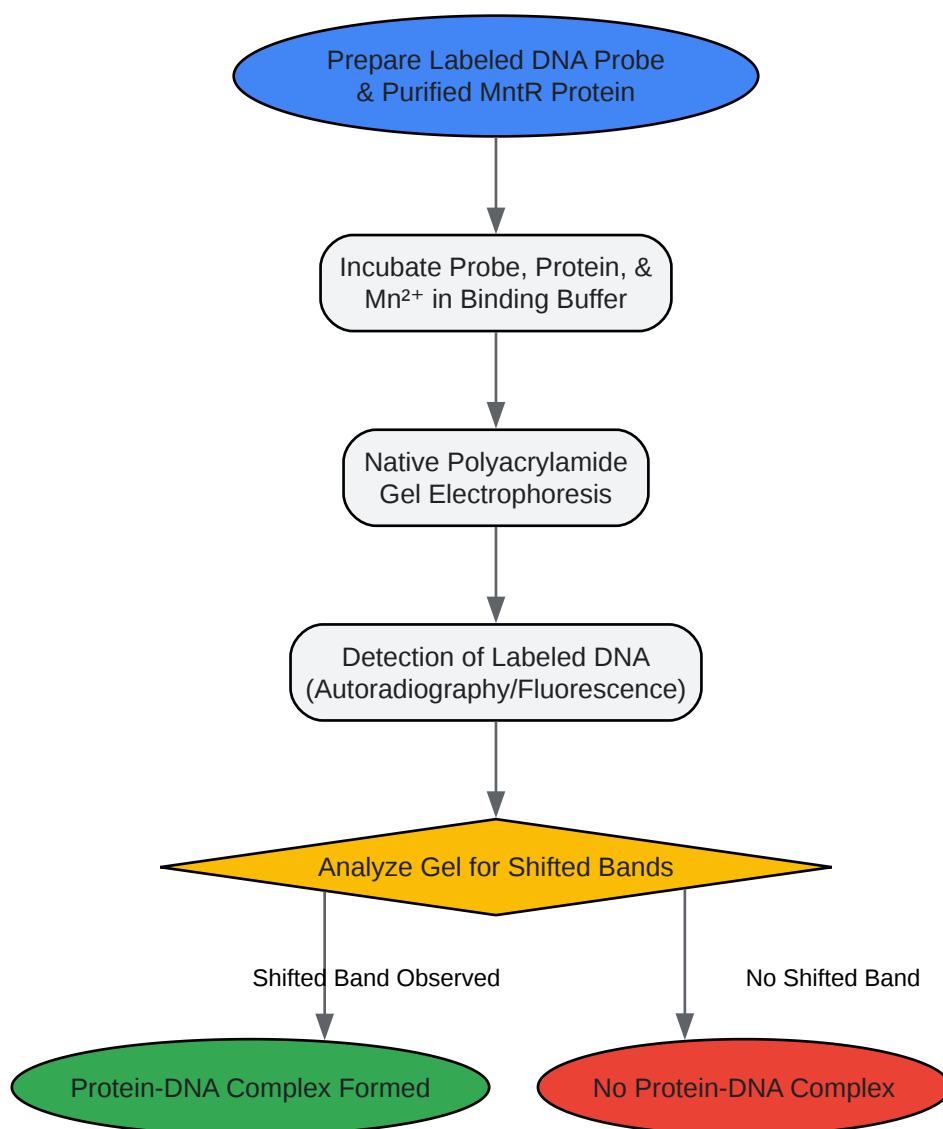 Prepare Labeled DNA Probe
& Purified MntR Protein
Incubate Probe, Protein, &
Mn²⁺ in Binding Buffer
Native Polyacrylamide
Gel Electrophoresis
Detection of Labeled DNA
(Autoradiography/Fluorescence)
Analyze Gel for Shifted Bands
Shifted Band Observed
No Shifted Band
Protein-DNA Complex Formed
No Protein-DNA Complex